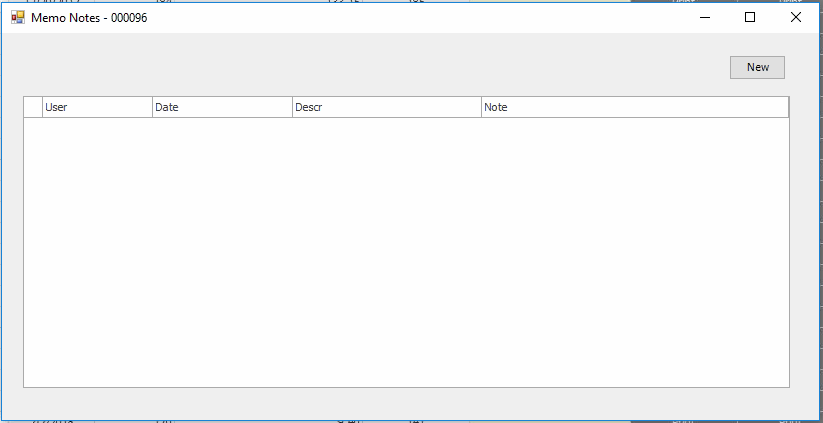 Memo Notes - 000096
New
User Date Descr Note